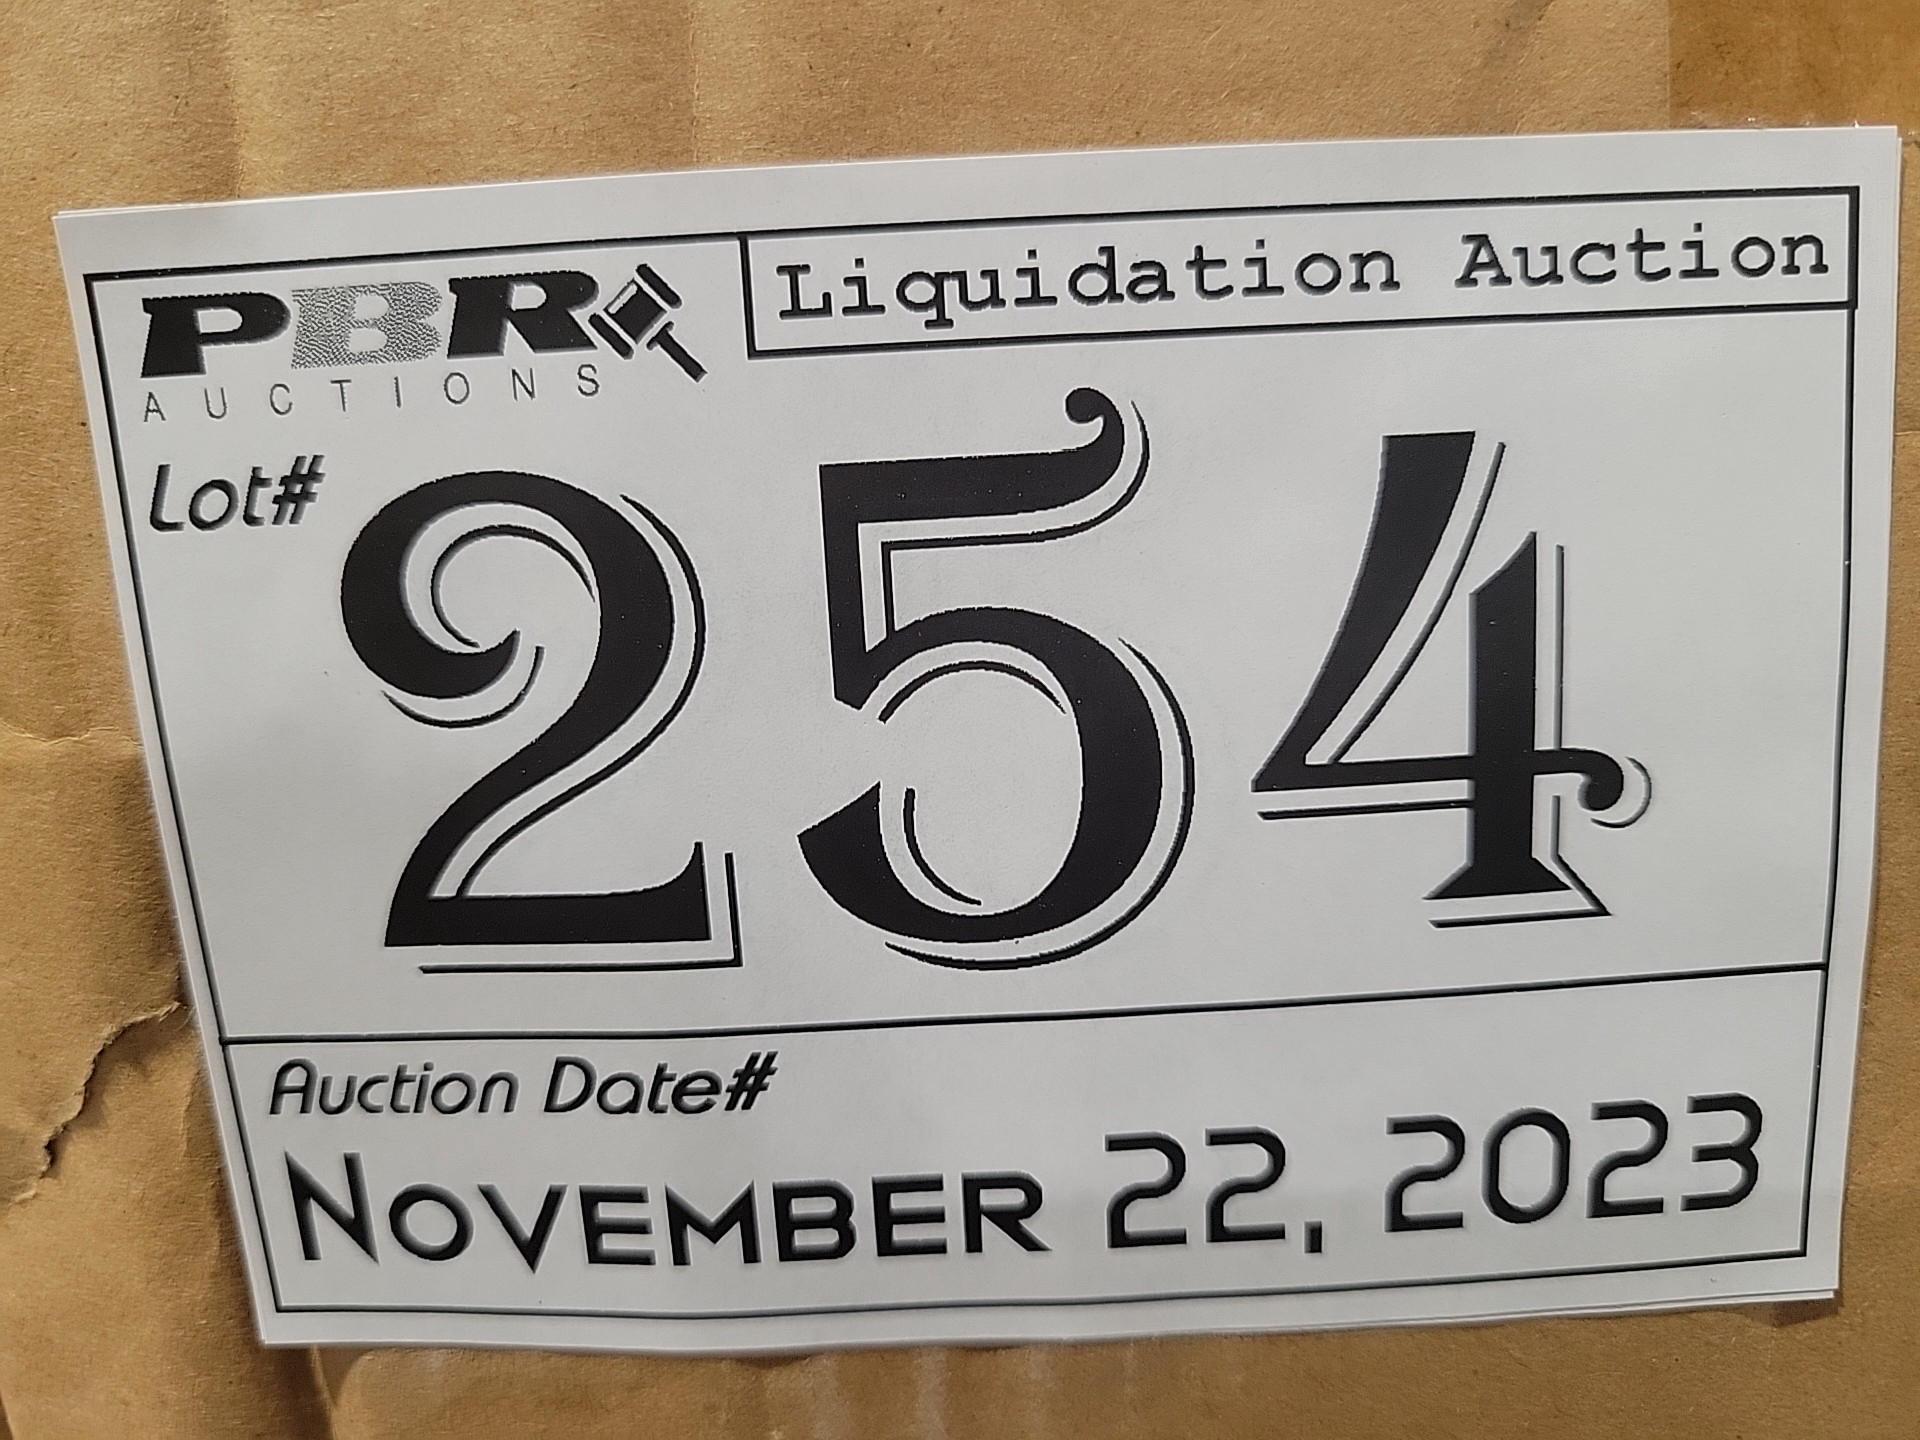 PBR
AUCTIONS
Liquidation Auction
Lot#
254
Auction Date#
NOVEMBER 22, 2023